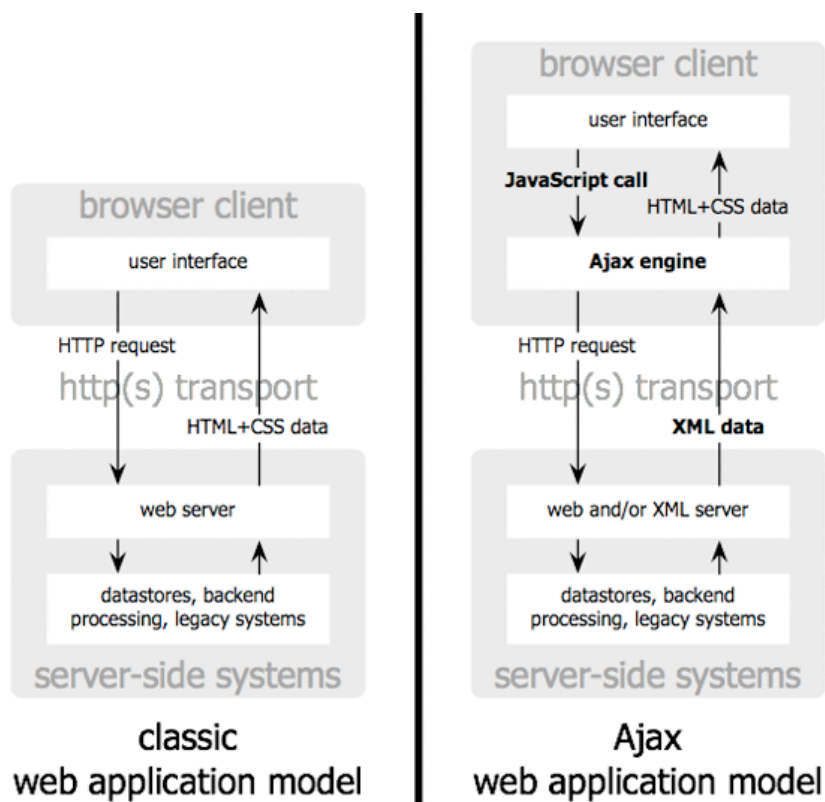 browser client
user interface
HTTP request
http(s) transport
HTML+CSS data
web server
datastores, backend
processing, legacy systems
server-side systems
classic
web application model
browser client
user interface
JavaScript call
HTML+CSS data
Ajax engine
HTTP request
http(s) transport
XML data
web and/or XML server
datastores, backend
processing, legacy systems
server-side systems
Ajax
web application model